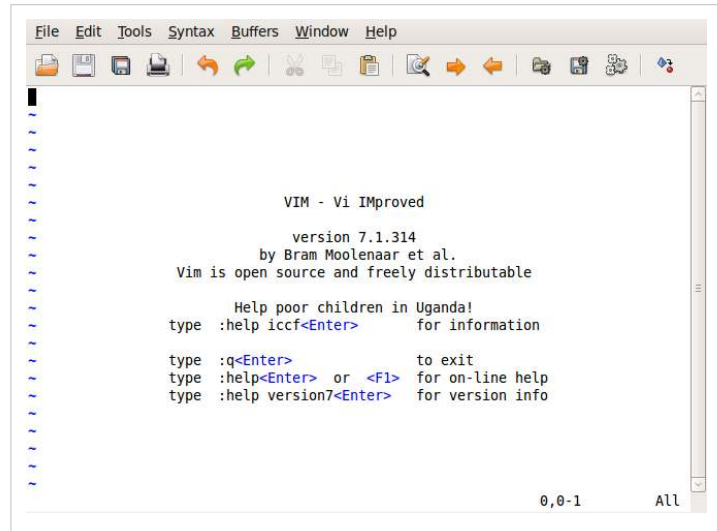 File Edit Tools Syntax Buffers Window Help
~
~
~
~
~
~ VIM - Vi IMproved
~
~ version 7.1.314
~ by Bram Moolenaar et al.
~ Vim is open source and freely distributable
~
~ Help poor children in Uganda!
~ type :help iccf<Enter> for information
~
~ type :q<Enter> to exit
~ type :help<Enter> or <F1> for on-line help
~ type :help version7<Enter> for version info
~
~
~
~
~
0,0-1 All